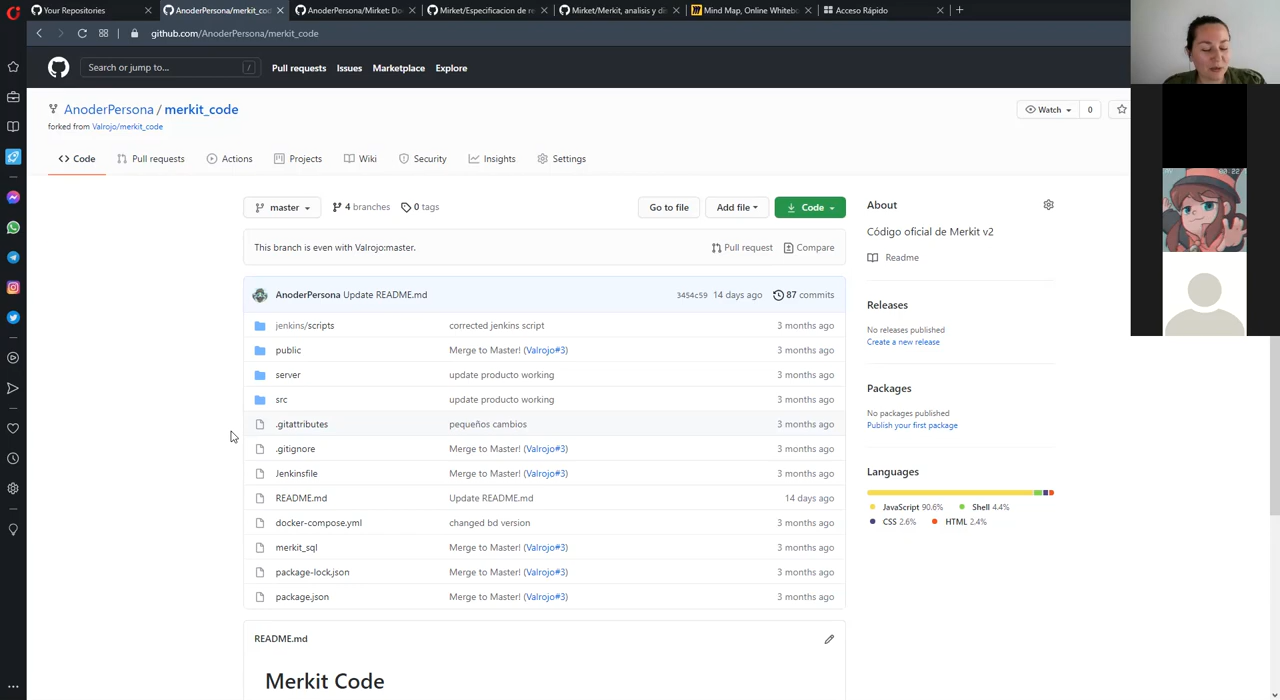 Your Repositories
AnoderPersona/merkit_cod
AnoderPersona/Mirket: Do
Mirket/Especificacion de re
Mirket/Merkit, analisis y di
Mind Map, Online Whitebo
Acceso Rápido
github.com/AnoderPersona/merkit_code
Search or jump to... /
Pull requests Issues Marketplace Explore
AnoderPersona / merkit_code
Watch 0
forked from Valrojo/merkit_code
Code Pull requests Actions Projects Wiki Security Insights Settings
master 4 branches 0 tags Go to file Add file Code
This branch is even with Valrojo:master. Pull request Compare
AnoderPersona Update README.md 3454c59 14 days ago 87 commits
jenkins/scripts corrected jenkins script 3 months ago
public Merge to Master! (Valrojo#3) 3 months ago
server update producto working 3 months ago
src update producto working 3 months ago
.gitattributes pequeños cambios 3 months ago
.gitignore Merge to Master! (Valrojo#3) 3 months ago
Jenkinsfile Merge to Master! (Valrojo#3) 3 months ago
README.md Update README.md 14 days ago
docker-compose.yml changed bd version 3 months ago
merkit_sql Merge to Master! (Valrojo#3) 3 months ago
package-lock.json Merge to Master! (Valrojo#3) 3 months ago
package.json Merge to Master! (Valrojo#3) 3 months ago
README.md
Merkit Code
About
Código oficial de Merkit v2
Readme
Releases
No releases published
Create a new release
Packages
No packages published
Publish your first package
Languages
JavaScript 90.6% Shell 4.4%
CSS 2.6% HTML 2.4%